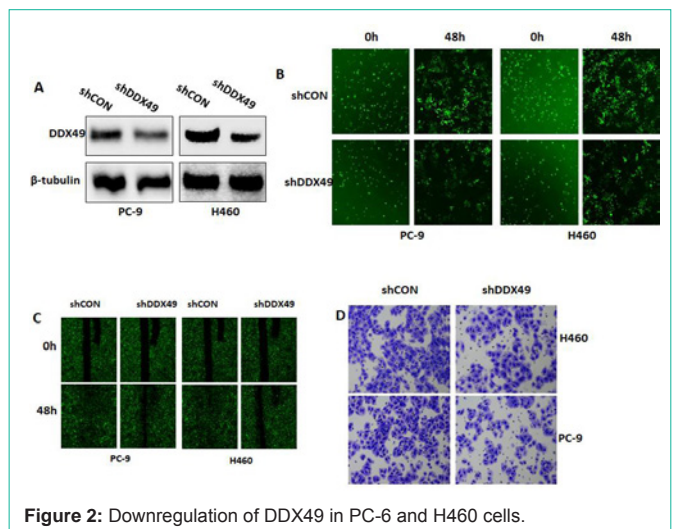 A
shCON shDDX49 shCON shDDX49
DDX49
β-tubulin
PC-9 H460
B
0h 48h 0h 48h
shCON
shDDX49
PC-9 H460
C
shCON shDDX49 shCON shDDX49
0h
48h
PC-9 H460
D
shCON shDDX49
H460
PC-9
Figure 2: Downregulation of DDX49 in PC-6 and H460 cells.